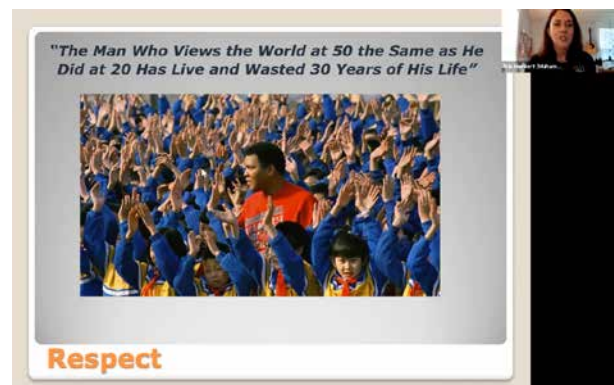 “The Man Who Views the World at 50 the Same as He
Did at 20 Has Live and Wasted 30 Years of His Life”
Respect